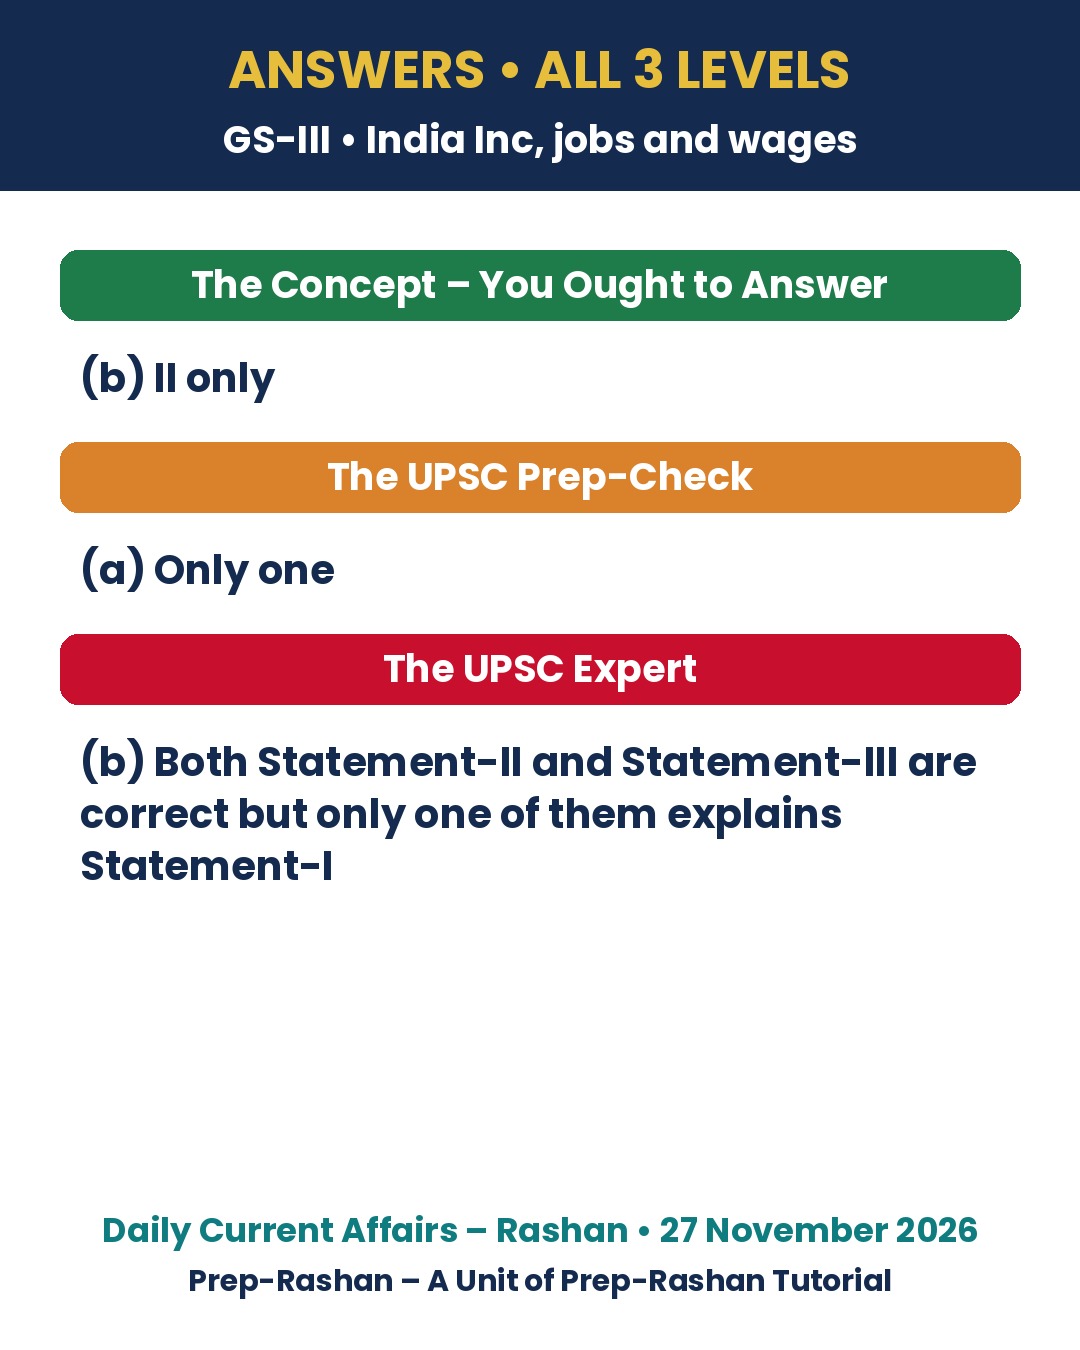 ANSWERS • ALL 3 LEVELS
GS-III • India Inc, jobs and wages
The Concept – You Ought to Answer
(b) II only
The UPSC Prep-Check
(a) Only one
The UPSC Expert
(b) Both Statement-II and Statement-III are
correct but only one of them explains
Statement-I
Daily Current Affairs – Rashan • 27 November 2026
Prep-Rashan – A Unit of Prep-Rashan Tutorial